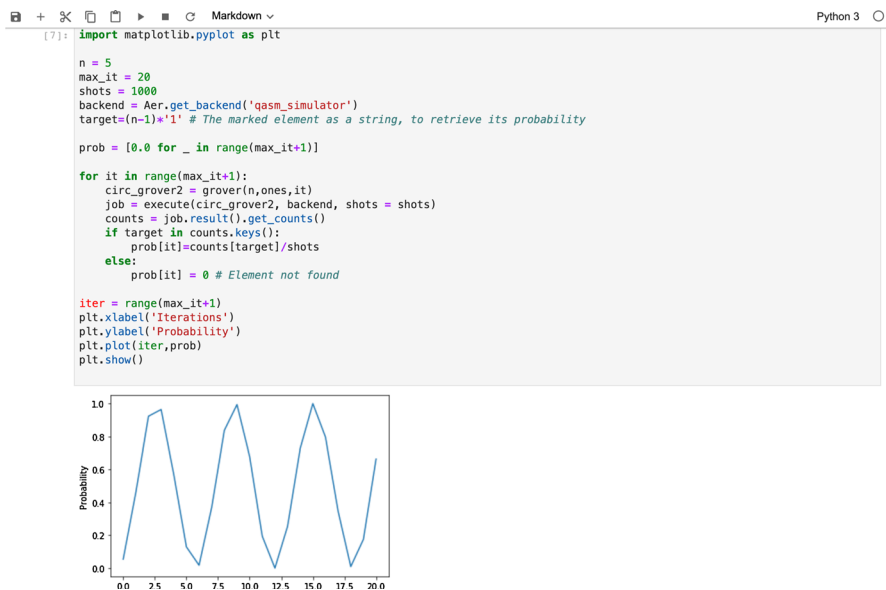 Markdown
Python 3
[7]: import matplotlib.pyplot as plt
n = 5
max_it = 20
shots = 1000
backend = Aer.get_backend('qasm_simulator')
target=(n-1)*'1' # The marked element as a string, to retrieve its probability
prob = [0.0 for _ in range(max_it+1)]
for it in range(max_it+1):
    circ_grover2 = grover(n,ones,it)
    job = execute(circ_grover2, backend, shots = shots)
    counts = job.result().get_counts()
    if target in counts.keys():
        prob[it]=counts[target]/shots
    else:
        prob[it] = 0 # Element not found
iter = range(max_it+1)
plt.xlabel('Iterations')
plt.ylabel('Probability')
plt.plot(iter,prob)
plt.show()
1.0
0.8
0.6
0.4
0.2
0.0
Probability
0.0 2.5 5.0 7.5 10.0 12.5 15.0 17.5 20.0